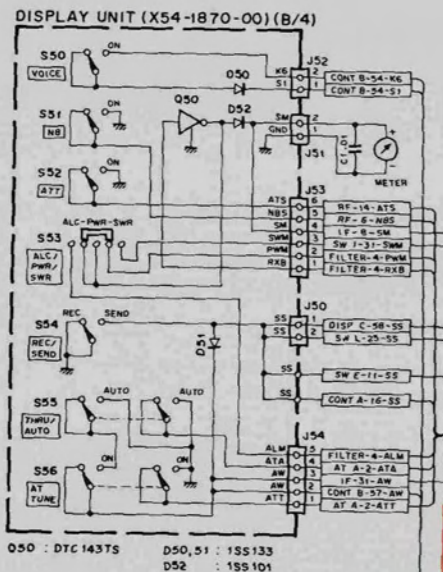 DISPLAY UNIT (X54-1870-00) (B/4)
S50 ON
VOICE
K6 2 CONT B-54-K6
S1 1 CONT B-54-S1
J52
D50
Q50 D52
S51 ON
NB
SM 2
GND 1
J51
C1 .01
+
-
METER
S52 ON
ATT
J53
ATS 6 RF-14-ATS
NBS 5 RF-6-NBS
SM 4 IF-8-SM
SWM 3 SW I-31-SWM
PWM 2 FILTER-4-PWM
RXB 1 FILTER-4-RXB
ALC-PWR-SWR
S53
ALC/
PWR/
SWR
J50
S54 REC SEND
REC/
SEND
D51
SS 1 DISP C-58-SS
SS 2 SW L-25-SS
SS SW E-11-SS
SS CONT A-16-SS
S55 AUTO AUTO
THRU/
AUTO
J54
ALM 5 FILTER-4-ALM
ATA 4 AT A-2-ATA
AW 3 IF-31-AW
AW 2 CONT B-57-AW
ATT 1 AT A-2-ATT
S56 ON ON
AT
TUNE
Q50 : DTC143TS D50,51 : 1SS133
D52 : 1SS101